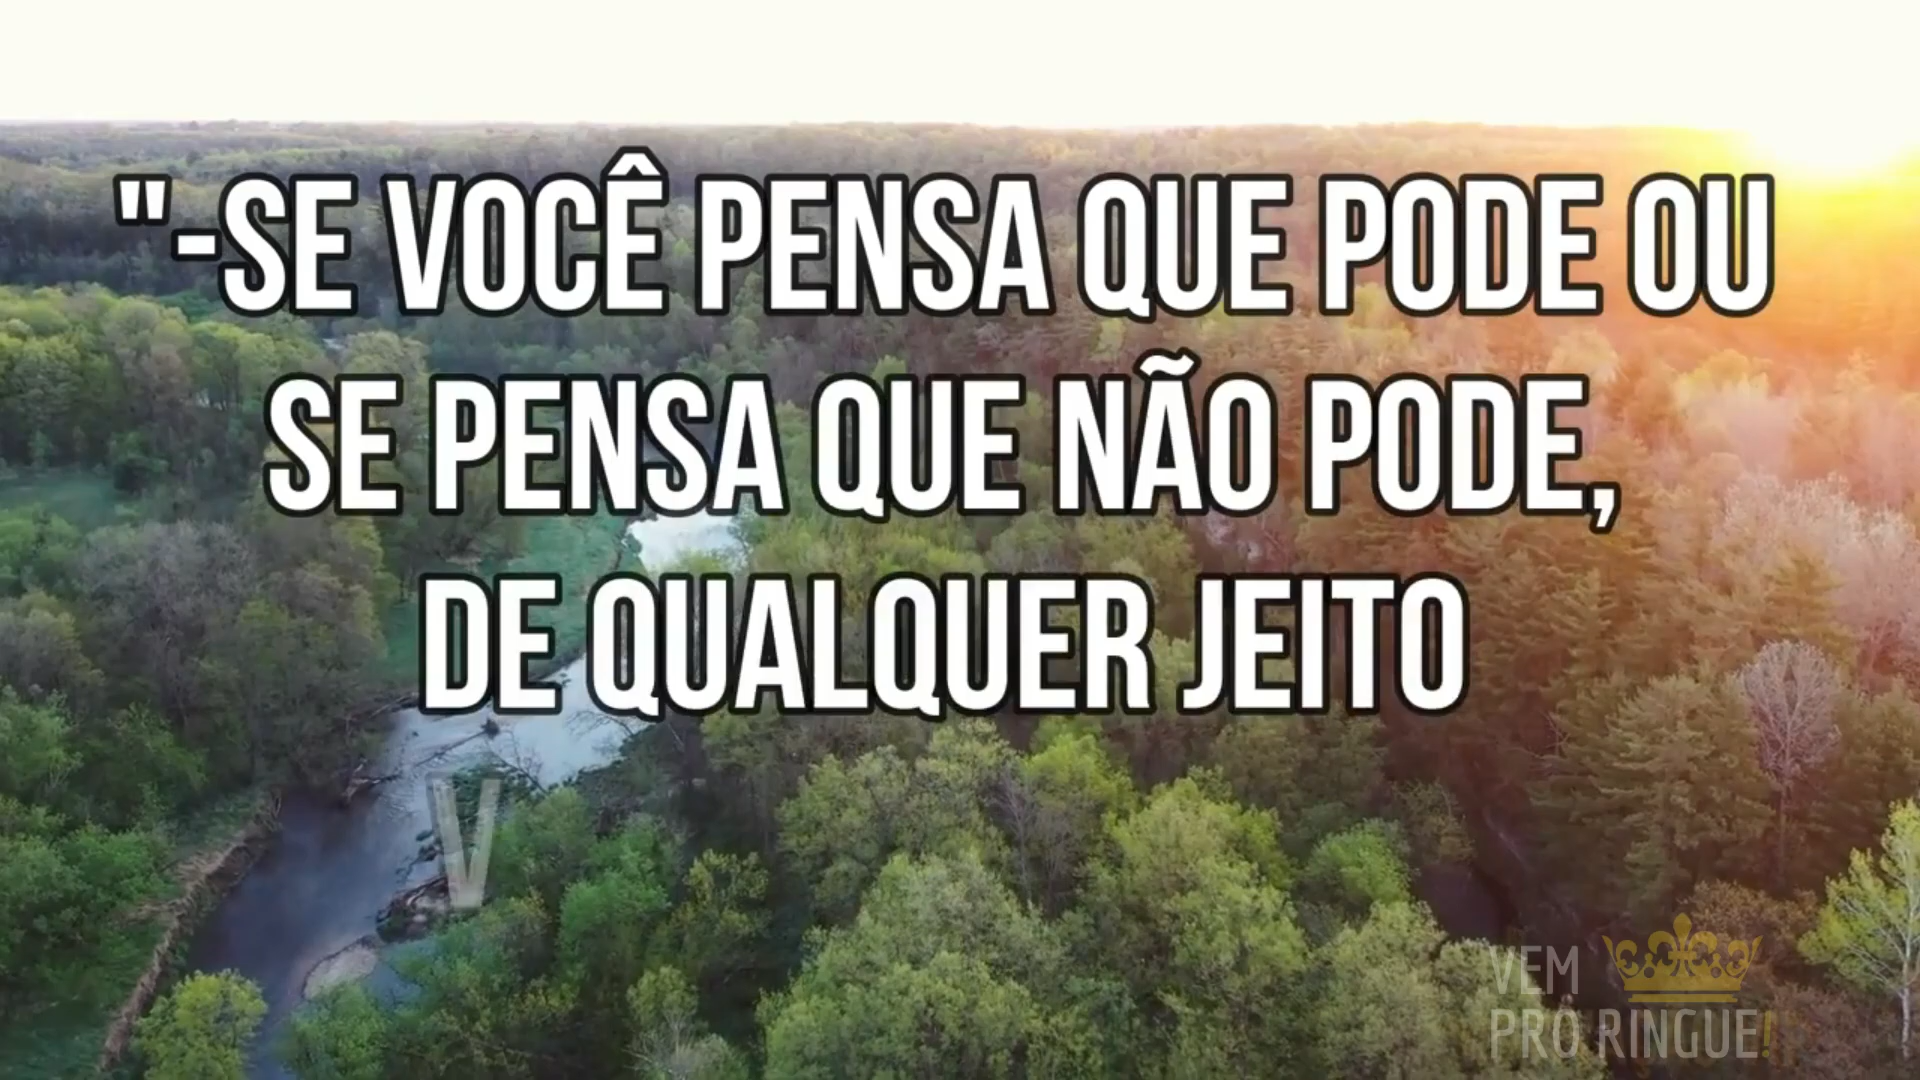 "-SE VOCÊ PENSA QUE PODE OU
SE PENSA QUE NÃO PODE,
DE QUALQUER JEITO
V
VEM
PRO RINGUE!